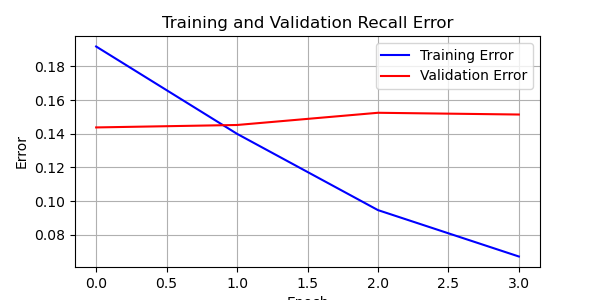 Training and Validation Recall Error
Training Error
Validation Error
0.18
0.16
0.14
0.12
0.10
0.08
Error
0.0 0.5 1.0 1.5 2.0 2.5 3.0
Epoch